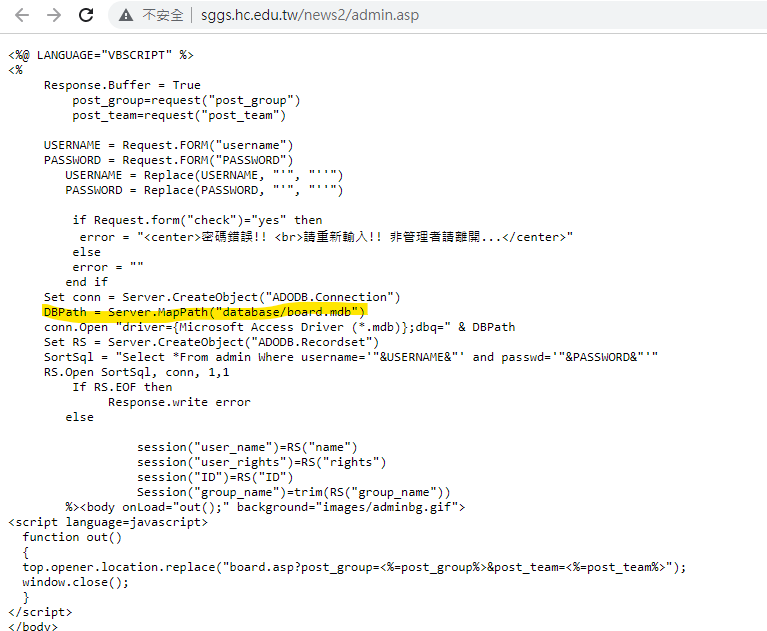 不安全 | sggs.hc.edu.tw/news2/admin.asp
<%@ LANGUAGE="VBSCRIPT" %>
<%
Response.Buffer = True
post_group=request("post_group")
post_team=request("post_team")
USERNAME = Request.FORM("username")
PASSWORD = Request.FORM("PASSWORD")
USERNAME = Replace(USERNAME, "'", "''")
PASSWORD = Replace(PASSWORD, "'", "''")
if Request.form("check")="yes" then
error = "<center>密碼錯誤!! <br>請重新輸入!! 非管理者請離開...</center>"
else
error = ""
end if
Set conn = Server.CreateObject("ADODB.Connection")
DBPath = Server.MapPath("database/board.mdb")
conn.Open "driver={Microsoft Access Driver (*.mdb)};dbq=" & DBPath
Set RS = Server.CreateObject("ADODB.Recordset")
SortSql = "Select *From admin Where username='"&USERNAME&"' and passwd='"&PASSWORD&"'"
RS.Open SortSql, conn, 1,1
If RS.EOF then
Response.write error
else
session("user_name")=RS("name")
session("user_rights")=RS("rights")
session("ID")=RS("ID")
Session("group_name")=trim(RS("group_name"))
%><body onLoad="out();" background="images/adminbg.gif">
<script language=javascript>
function out()
{
top.opener.location.replace("board.asp?post_group=<%=post_group%>&post_team=<%=post_team%>");
window.close();
}
</script>
</body>